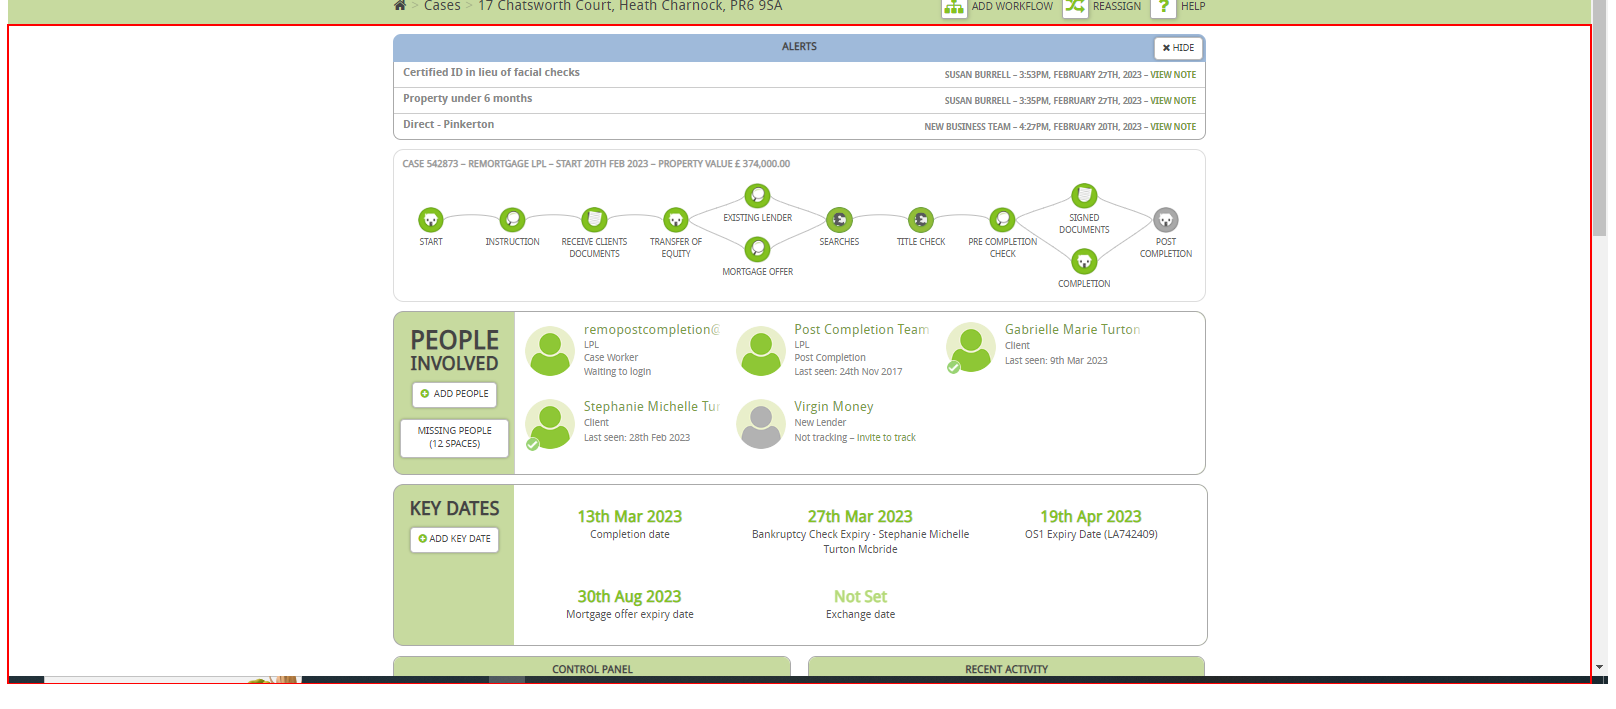 > Cases > 17 Chatsworth Court, Heath Charnock, PR6 9SA
ADD WORKFLOW REASSIGN ? HELP
ALERTS
✖ HIDE
Certified ID in lieu of facial checks
SUSAN BURRELL – 3:53PM, FEBRUARY 27TH, 2023 – VIEW NOTE
Property under 6 months
SUSAN BURRELL – 3:35PM, FEBRUARY 27TH, 2023 – VIEW NOTE
Direct - Pinkerton
NEW BUSINESS TEAM – 4:27PM, FEBRUARY 20TH, 2023 – VIEW NOTE
CASE 542873 – REMORTGAGE LPL – START 20TH FEB 2023 – PROPERTY VALUE £ 374,000.00
START
INSTRUCTION
RECEIVE CLIENTS
DOCUMENTS
TRANSFER OF
EQUITY
EXISTING LENDER
MORTGAGE OFFER
SEARCHES
TITLE CHECK
PRE COMPLETION
CHECK
SIGNED
DOCUMENTS
COMPLETION
POST
COMPLETION
PEOPLE
INVOLVED
ADD PEOPLE
MISSING PEOPLE
(12 SPACES)
remopostcompletion@
LPL
Case Worker
Waiting to login
Post Completion Team
LPL
Post Completion
Last seen: 24th Nov 2017
Gabrielle Marie Turton
Client
Last seen: 9th Mar 2023
Stephanie Michelle Tur
Client
Last seen: 28th Feb 2023
Virgin Money
New Lender
Not tracking – Invite to track
KEY DATES
ADD KEY DATE
13th Mar 2023
Completion date
27th Mar 2023
Bankruptcy Check Expiry - Stephanie Michelle
Turton Mcbride
19th Apr 2023
OS1 Expiry Date (LA742409)
30th Aug 2023
Mortgage offer expiry date
Not Set
Exchange date
CONTROL PANEL
RECENT ACTIVITY